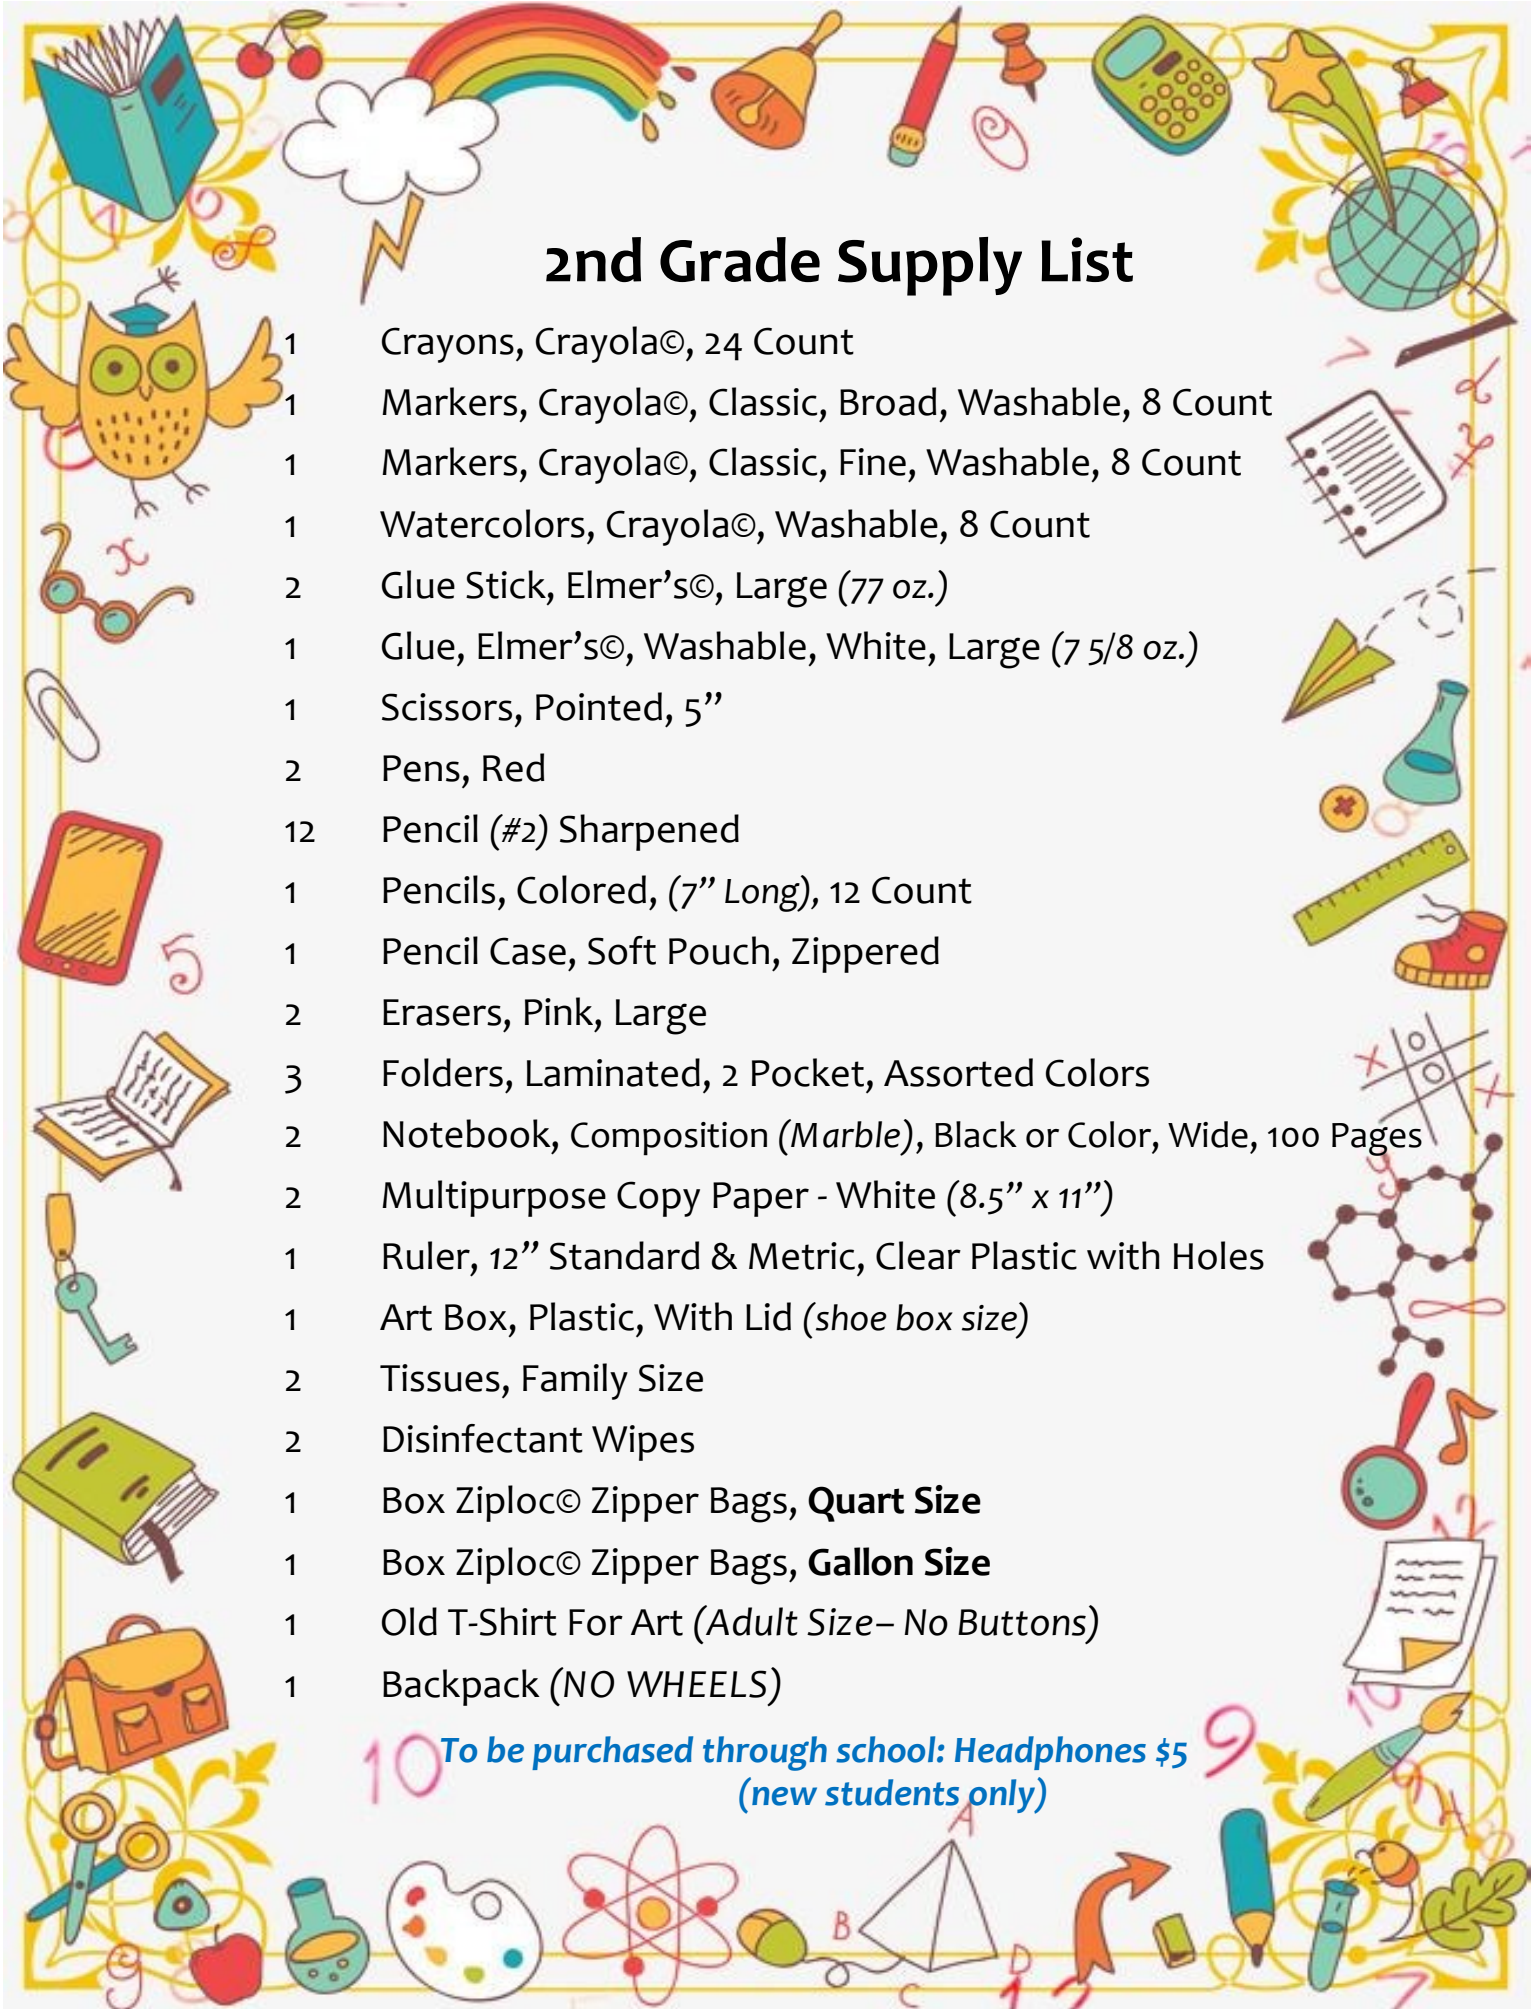 2nd Grade Supply List
1 Crayons, Crayola©, 24 Count
1 Markers, Crayola©, Classic, Broad, Washable, 8 Count
1 Markers, Crayola©, Classic, Fine, Washable, 8 Count
1 Watercolors, Crayola©, Washable, 8 Count
2 Glue Stick, Elmer’s©, Large (77 oz.)
1 Glue, Elmer’s©, Washable, White, Large (7 5/8 oz.)
1 Scissors, Pointed, 5”
2 Pens, Red
12 Pencil (#2) Sharpened
1 Pencils, Colored, (7” Long), 12 Count
1 Pencil Case, Soft Pouch, Zippered
2 Erasers, Pink, Large
3 Folders, Laminated, 2 Pocket, Assorted Colors
2 Notebook, Composition (Marble), Black or Color, Wide, 100 Pages
2 Multipurpose Copy Paper - White (8.5” x 11”)
1 Ruler, 12” Standard & Metric, Clear Plastic with Holes
1 Art Box, Plastic, With Lid (shoe box size)
2 Tissues, Family Size
2 Disinfectant Wipes
1 Box Ziploc© Zipper Bags, Quart Size
1 Box Ziploc© Zipper Bags, Gallon Size
1 Old T-Shirt For Art (Adult Size– No Buttons)
1 Backpack (NO WHEELS)
10 To be purchased through school: Headphones $5 9
(new students only)
A
B
D
C